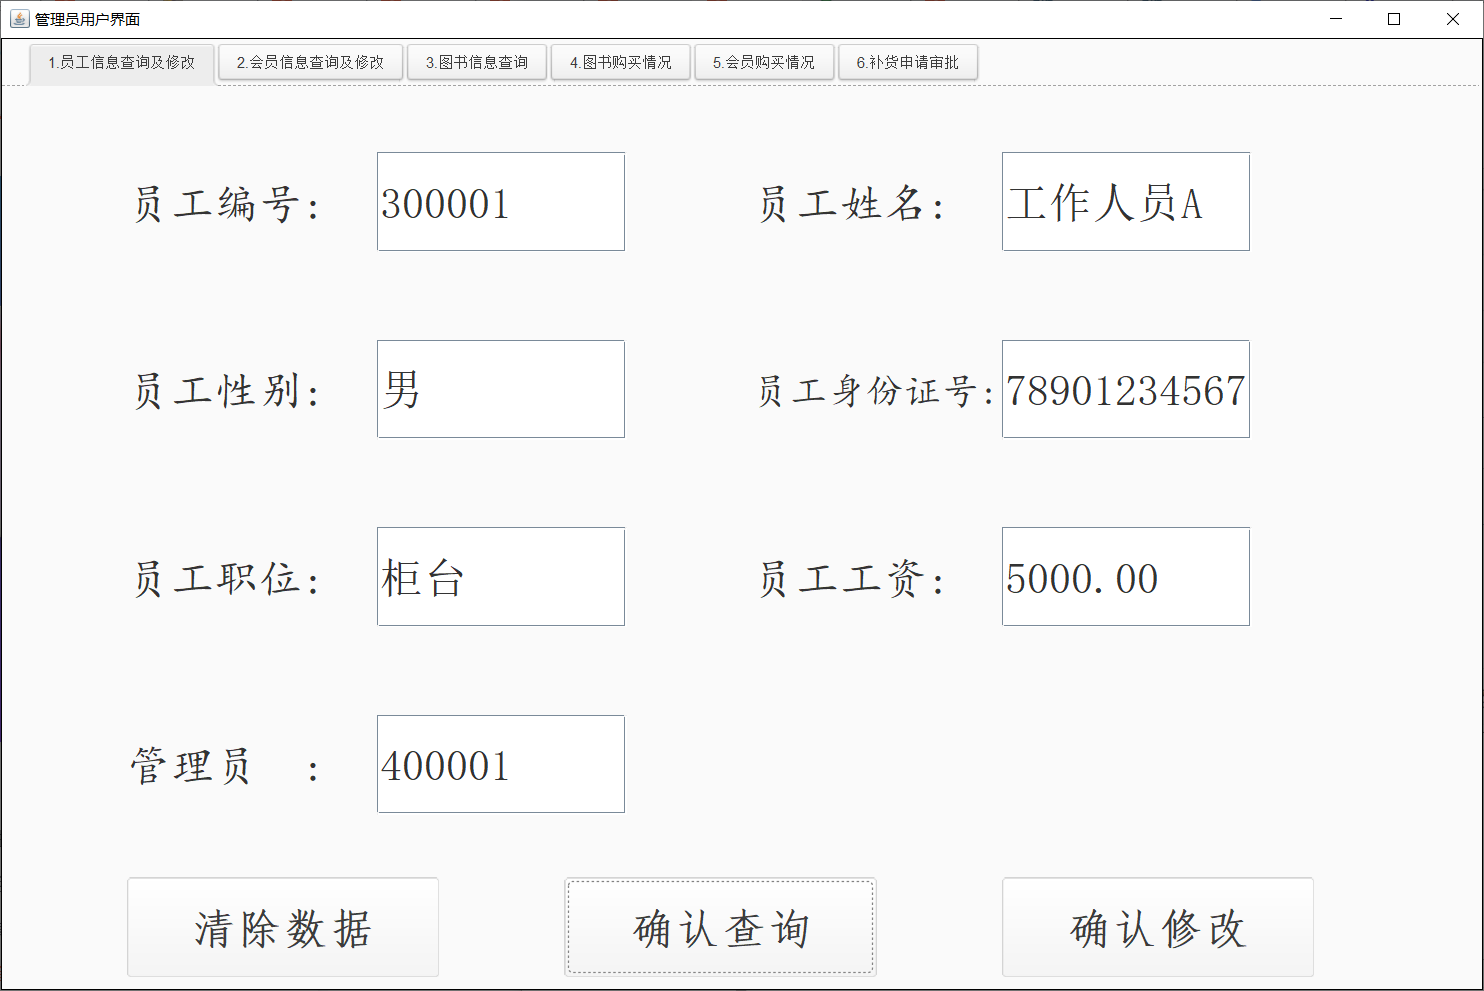 管理员用户界面
1.员工信息查询及修改 2.会员信息查询及修改 3.图书信息查询 4.图书购买情况 5.会员购买情况 6.补货申请审批
员工编号: 300001 员工姓名: 工作人员A
员工性别: 男 员工身份证号: 78901234567
员工职位: 柜台 员工工资: 5000.00
管理员 : 400001
清除数据 确认查询 确认修改